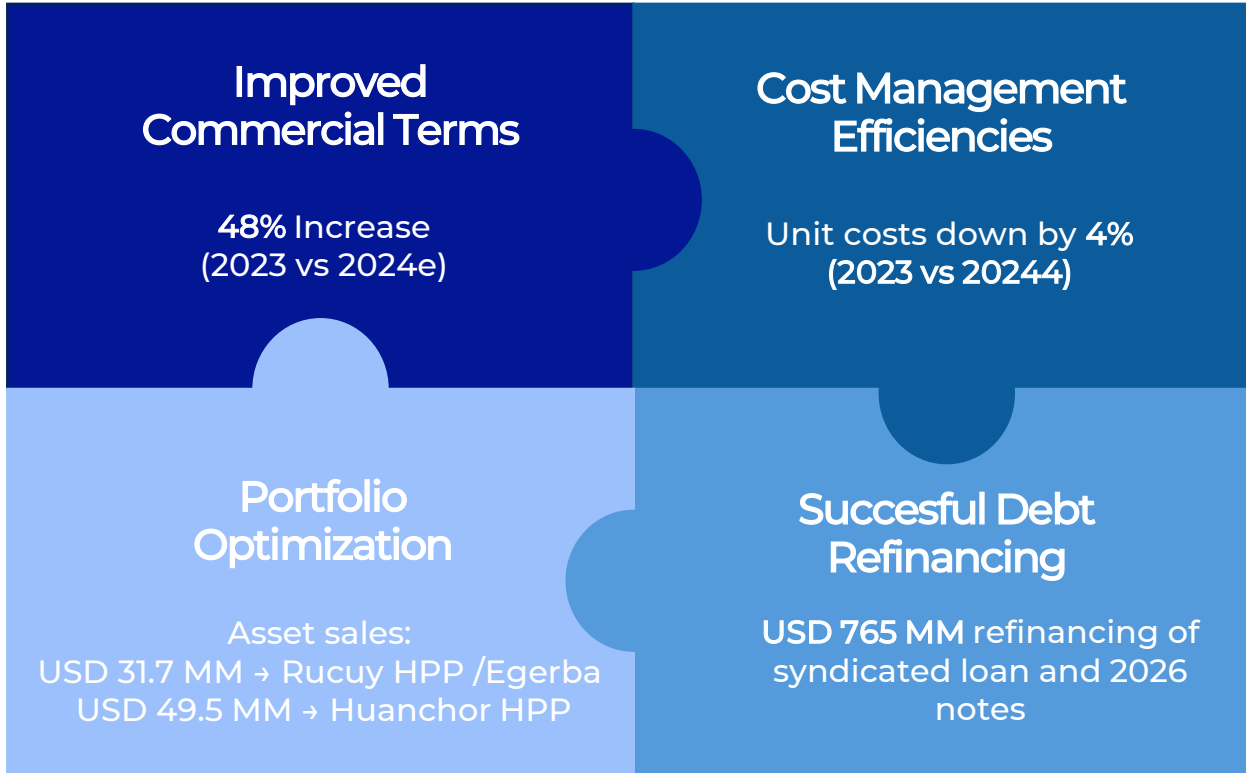 Improved
Commercial Terms
48% Increase
(2023 vs 2024e)
Cost Management
Efficiencies
Unit costs down by 4%
(2023 vs 20244)
Portfolio
Optimization
Asset sales:
USD 31.7 MM → Rucuy HPP /Egerba
USD 49.5 MM → Huanchor HPP
Succesful Debt
Refinancing
USD 765 MM refinancing of
syndicated loan and 2026
notes